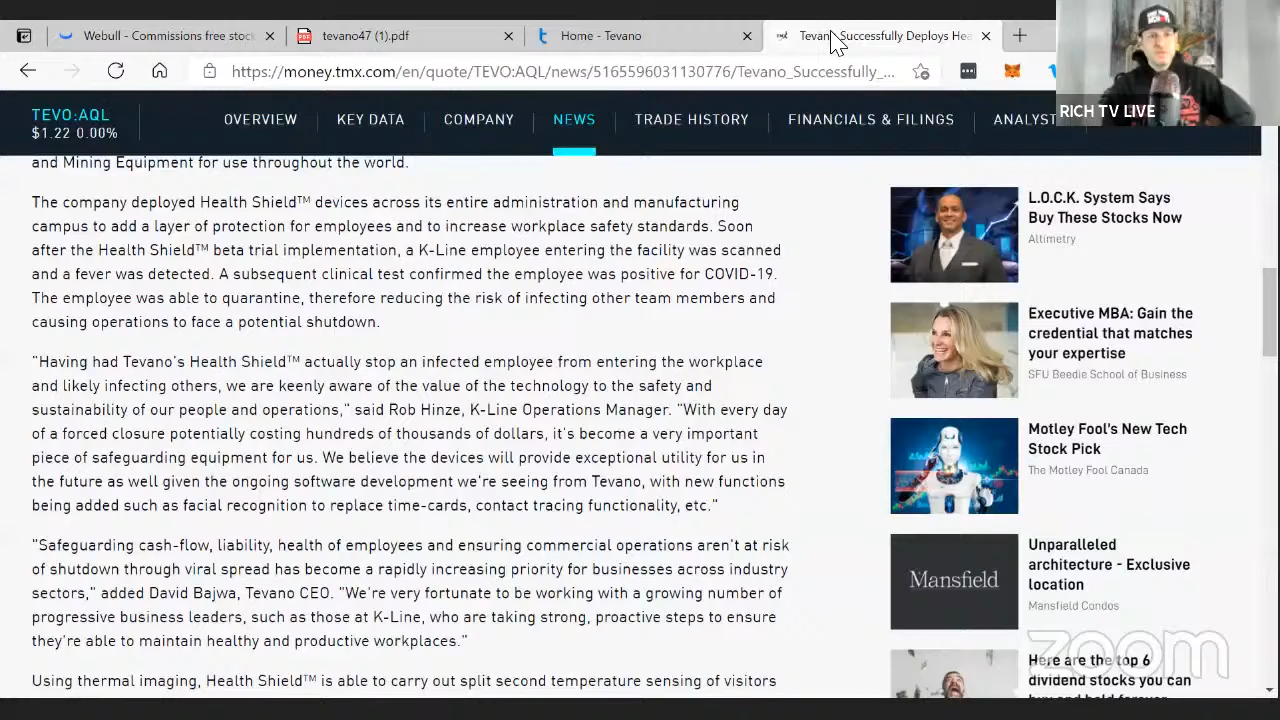 Webull - Commissions free stoc
tevano47 (1).pdf
Home - Tevano
Successfully Deploys Hea
https://money.tmx.com/en/quote/TEVO:AQL/news/5165596031130776/Tevano_Successfully_...
RICH TV LIVE
TEVO:AQL
$1.22 0.00%
OVERVIEW
KEY DATA
COMPANY
NEWS
TRADE HISTORY
FINANCIALS & FILINGS
ANALYST
and Mining Equipment for use throughout the world.
The company deployed Health Shield™ devices across its entire administration and manufacturing
campus to add a layer of protection for employees and to increase workplace safety standards. Soon
after the Health Shield™ beta trial implementation, a K-Line employee entering the facility was scanned
and a fever was detected. A subsequent clinical test confirmed the employee was positive for COVID-19.
The employee was able to quarantine, therefore reducing the risk of infecting other team members and
causing operations to face a potential shutdown.
"Having had Tevano's Health Shield™ actually stop an infected employee from entering the workplace
and likely infecting others, we are keenly aware of the value of the technology to the safety and
sustainability of our people and operations," said Rob Hinze, K-Line Operations Manager. "With every day
of a forced closure potentially costing hundreds of thousands of dollars, it's become a very important
piece of safeguarding equipment for us. We believe the devices will provide exceptional utility for us in
the future as well given the ongoing software development we're seeing from Tevano, with new functions
being added such as facial recognition to replace time-cards, contact tracing functionality, etc."
"Safeguarding cash-flow, liability, health of employees and ensuring commercial operations aren't at risk
of shutdown through viral spread has become a rapidly increasing priority for businesses across industry
sectors," added David Bajwa, Tevano CEO. "We're very fortunate to be working with a growing number of
progressive business leaders, such as those at K-Line, who are taking strong, proactive steps to ensure
they're able to maintain healthy and productive workplaces."
Using thermal imaging, Health Shield™ is able to carry out split second temperature sensing of visitors
L.O.C.K. System Says
Buy These Stocks Now
Altimetry
Executive MBA: Gain the
credential that matches
your expertise
SFU Beedie School of Business
Motley Fool's New Tech
Stock Pick
The Motley Fool Canada
Mansfield
Unparalleled
architecture - Exclusive
location
Mansfield Condos
Here are the top 6
dividend stocks you can
buy and hold forever
zoom